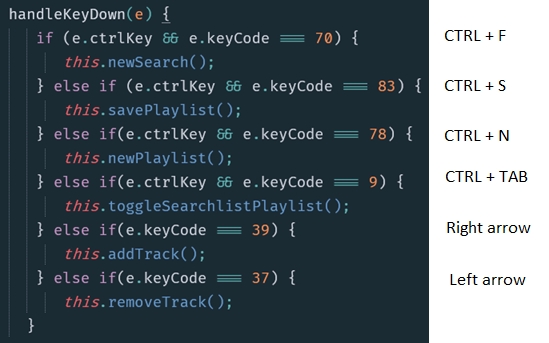 handleKeyDown(e) {
if (e.ctrlKey && e.keyCode === 70) { CTRL + F
this.newSearch();
} else if (e.ctrlKey && e.keyCode === 83) { CTRL + S
this.savePlaylist();
} else if(e.ctrlKey && e.keyCode === 78) { CTRL + N
this.newPlaylist();
} else if(e.ctrlKey && e.keyCode === 9) { CTRL + TAB
this.toggleSearchlistPlaylist();
} else if(e.keyCode === 39) { Right arrow
this.addTrack();
} else if(e.keyCode === 37) { Left arrow
this.removeTrack();
}